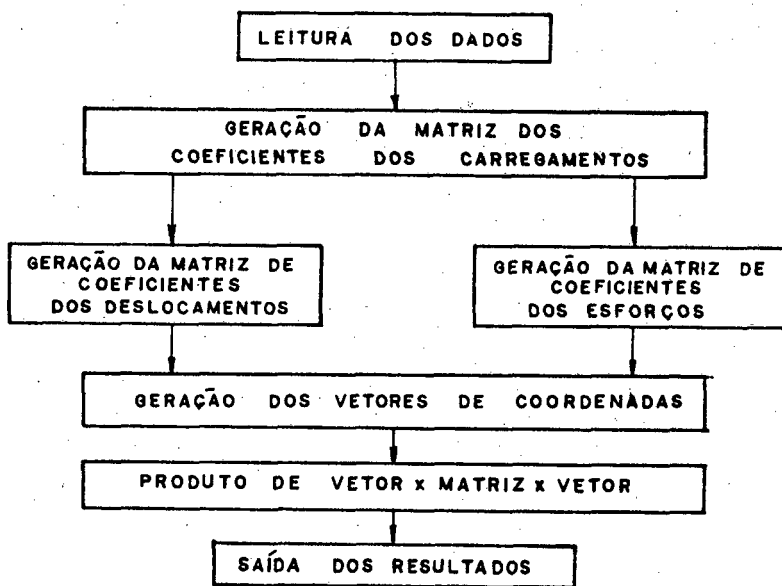 LEITURA DOS DADOS
GERAÇÃO DA MATRIZ DOS
COEFICIENTES DOS CARREGAMENTOS
GERAÇÃO DA MATRIZ DE
COEFICIENTES
DOS DESLOCAMENTOS
GERAÇÃO DA MATRIZ DE
COEFICIENTES
DOS ESFORÇOS
GERAÇÃO DOS VETORES DE COORDENADAS
PRODUTO DE VETOR x MATRIZ x VETOR
SAÍDA DOS RESULTADOS